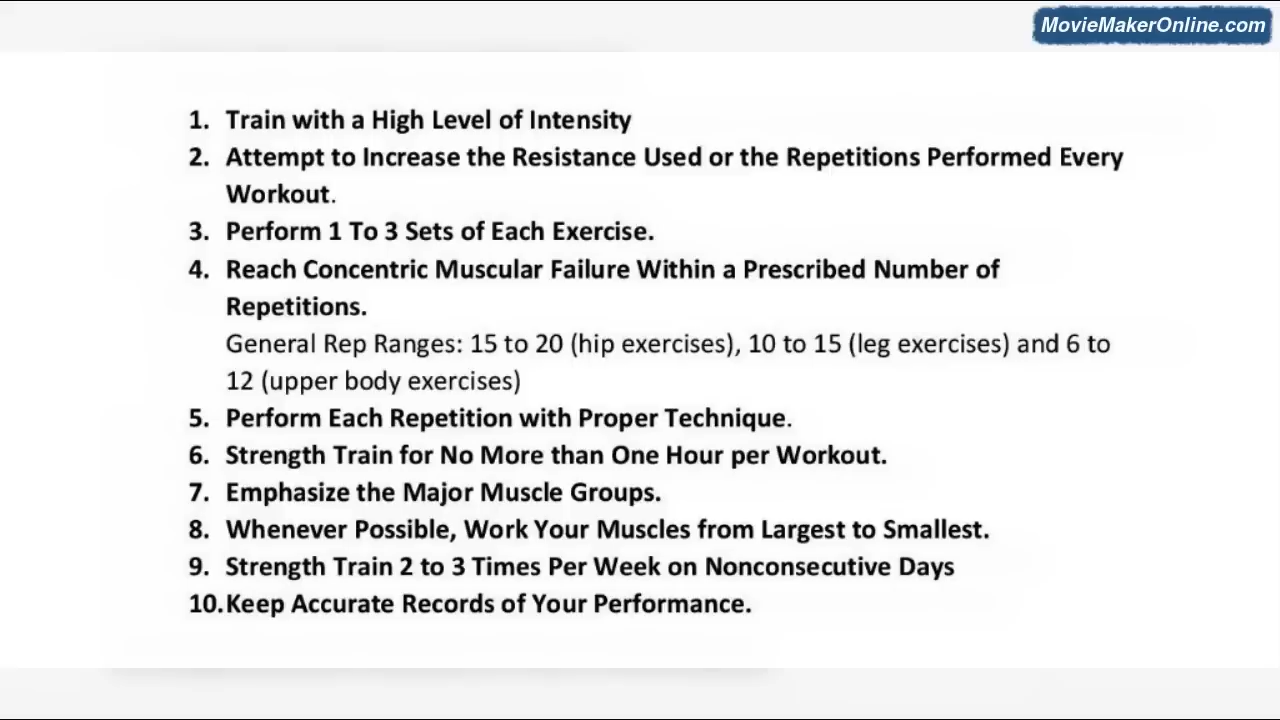 MovieMakerOnline.com
1. Train with a High Level of Intensity
2. Attempt to Increase the Resistance Used or the Repetitions Performed Every
Workout.
3. Perform 1 To 3 Sets of Each Exercise.
4. Reach Concentric Muscular Failure Within a Prescribed Number of
Repetitions.
General Rep Ranges: 15 to 20 (hip exercises), 10 to 15 (leg exercises) and 6 to
12 (upper body exercises)
5. Perform Each Repetition with Proper Technique.
6. Strength Train for No More than One Hour per Workout.
7. Emphasize the Major Muscle Groups.
8. Whenever Possible, Work Your Muscles from Largest to Smallest.
9. Strength Train 2 to 3 Times Per Week on Nonconsecutive Days
10. Keep Accurate Records of Your Performance.